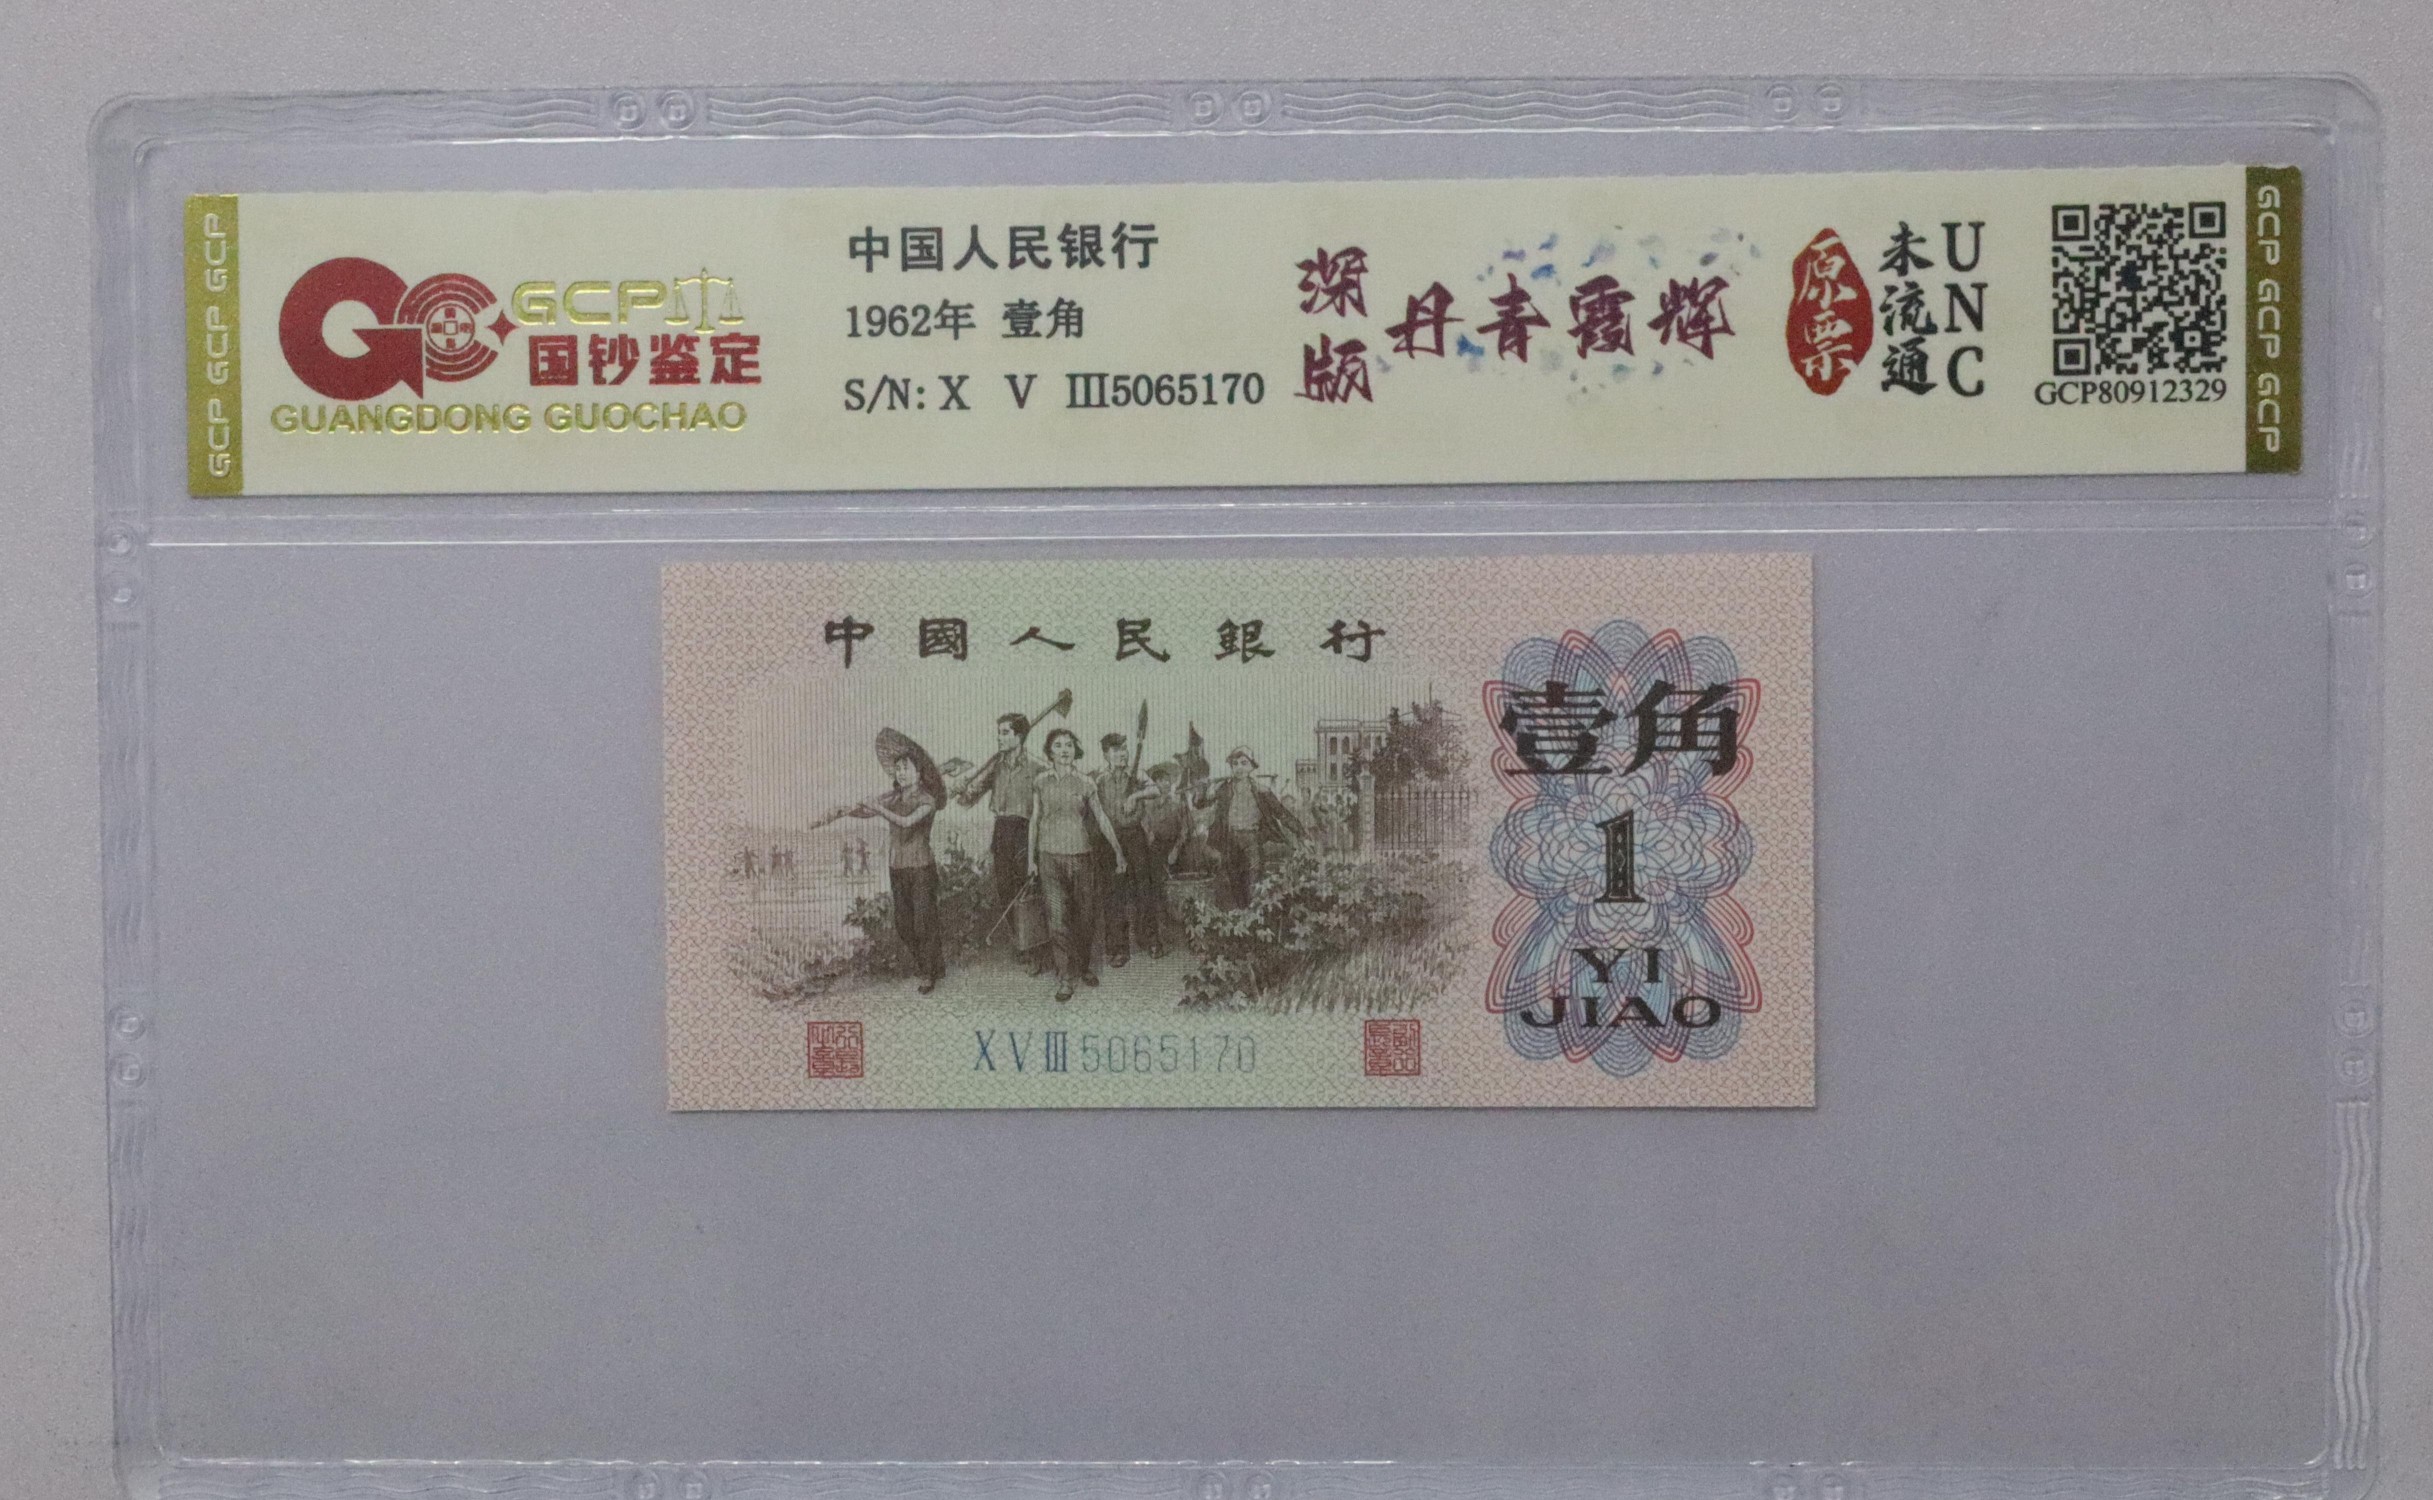 GCP GCP GCP
GCP
国钞鉴定
GUANGDONG GUOCHAO
中国人民银行
1962年 壹角
S/N: X V III5065170
深版
丹青霞辉
原票
未流通
UNC
GCP80912329
GCP GCP GCP
中國人民銀行
壹角
1
YI
JIAO
X V III 5065170